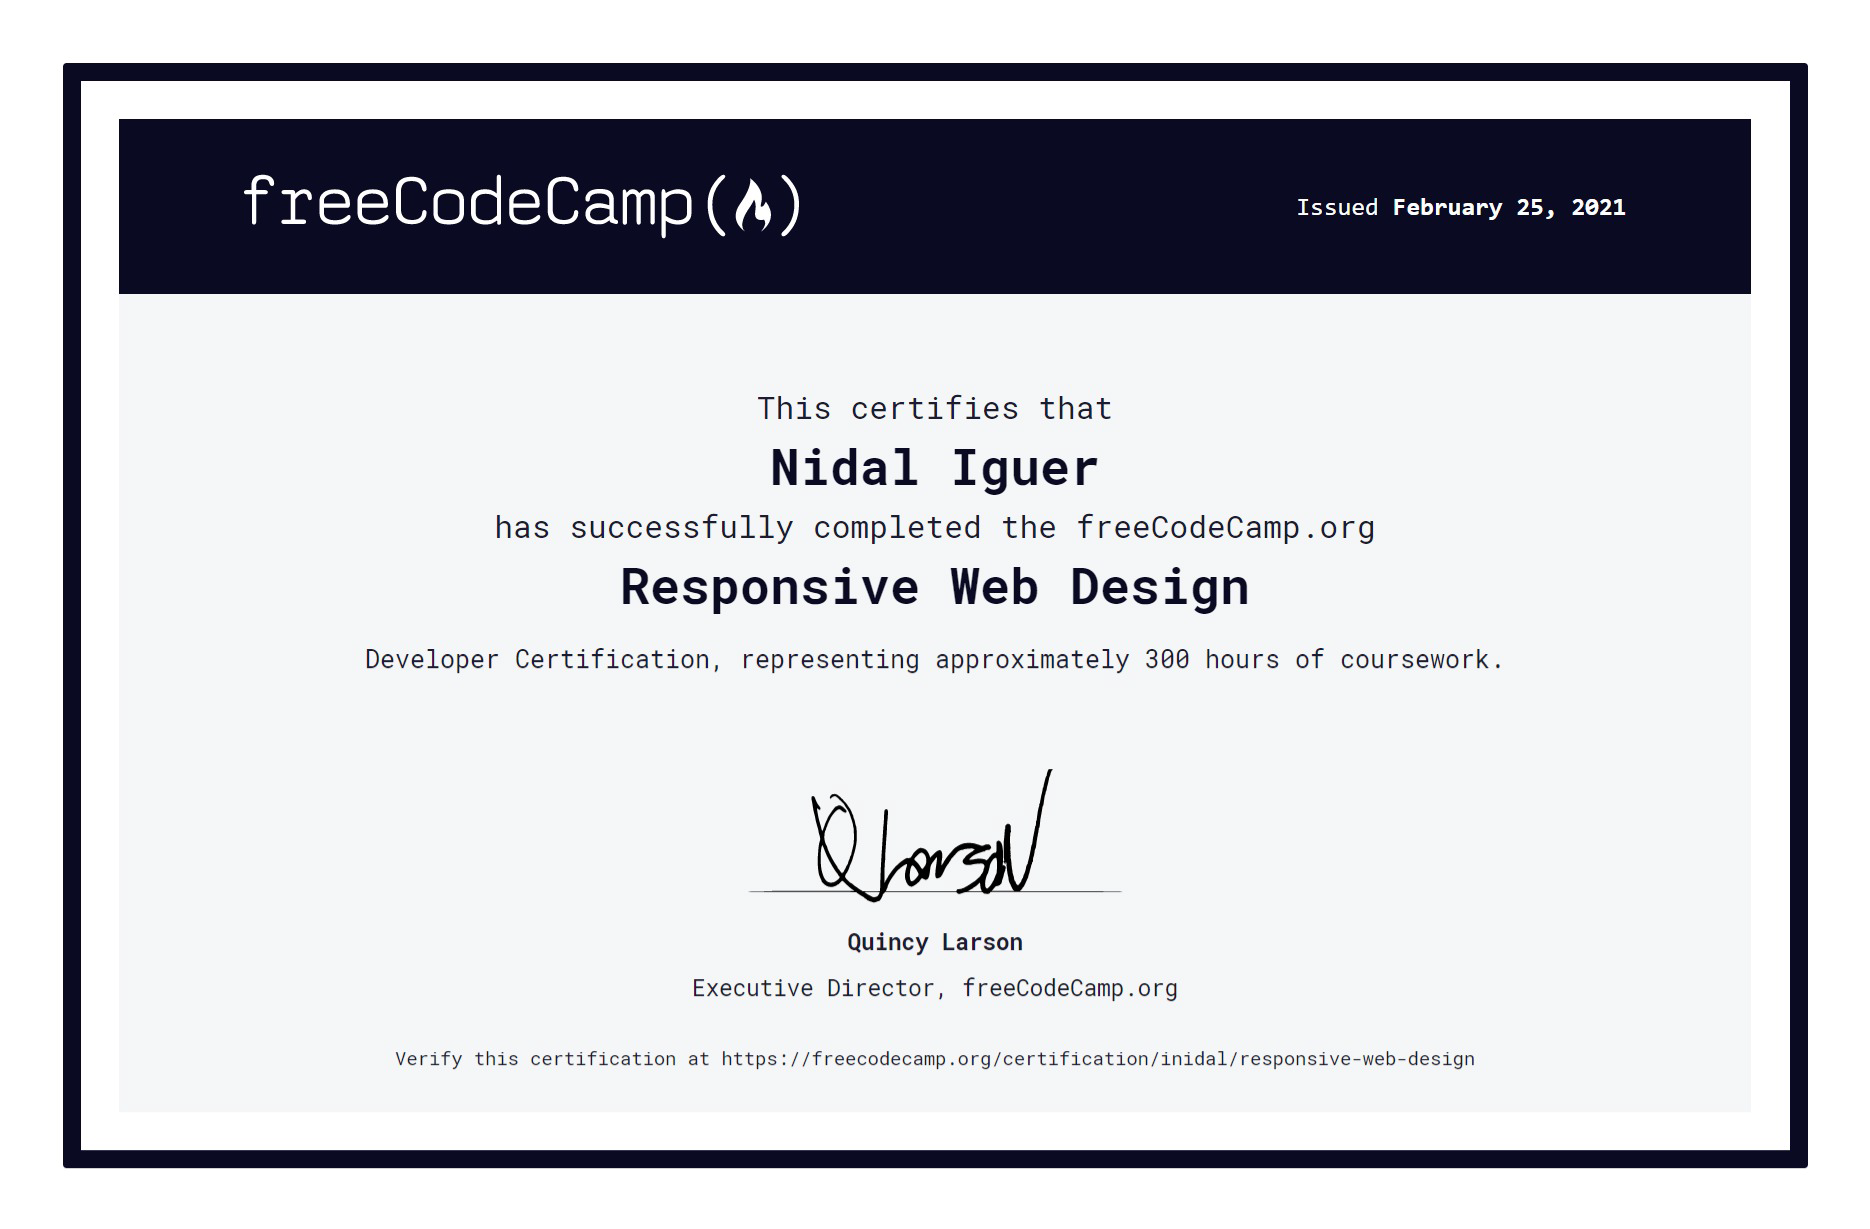 freeCodeCamp(🔥)
Issued February 25, 2021
This certifies that
Nidal Iguer
has successfully completed the freeCodeCamp.org
Responsive Web Design
Developer Certification, representing approximately 300 hours of coursework.
Q Larson
Quincy Larson
Executive Director, freeCodeCamp.org
Verify this certification at https://freecodecamp.org/certification/inidal/responsive-web-design